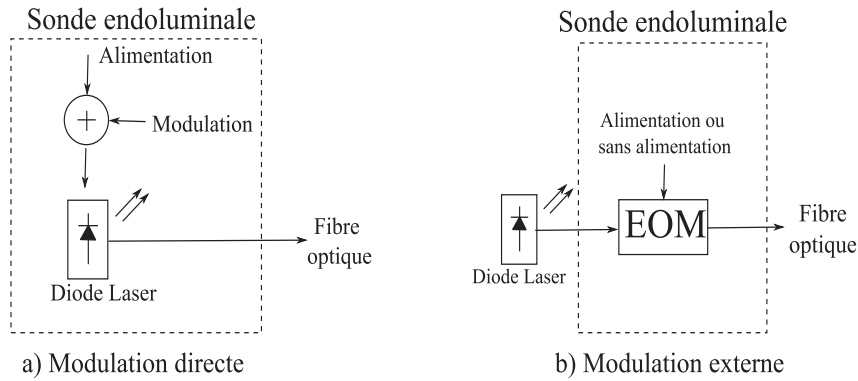 Sonde endoluminale
Alimentation
+
Modulation
Fibre
optique
Diode Laser
a) Modulation directe
Sonde endoluminale
Alimentation ou
sans alimentation
EOM
Fibre
optique
Diode Laser
b) Modulation externe